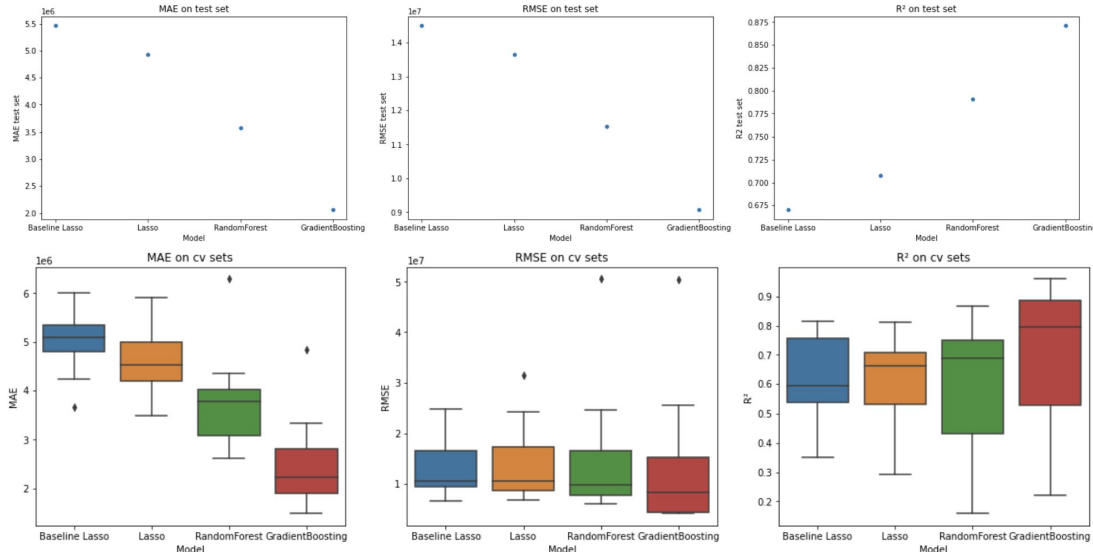 MAE on test set
1e6
5.5
5.0
4.5
4.0
3.5
3.0
2.5
2.0
MAE test set
Baseline Lasso Lasso RandomForest GradientBoosting
Model
RMSE on test set
1e7
1.4
1.3
1.2
1.1
1.0
0.9
RMSE test set
Baseline Lasso Lasso RandomForest GradientBoosting
Model
R² on test set
0.875
0.850
0.825
0.800
0.775
0.750
0.725
0.700
0.675
R2 test set
Baseline Lasso Lasso RandomForest GradientBoosting
Model
MAE on cv sets
1e6
6
5
4
3
2
MAE
Baseline Lasso Lasso RandomForest GradientBoosting
Model
RMSE on cv sets
1e7
5
4
3
2
1
RMSE
Baseline Lasso Lasso RandomForest GradientBoosting
Model
R² on cv sets
0.9
0.8
0.7
0.6
0.5
0.4
0.3
0.2
R²
Baseline Lasso Lasso RandomForest GradientBoosting
Model